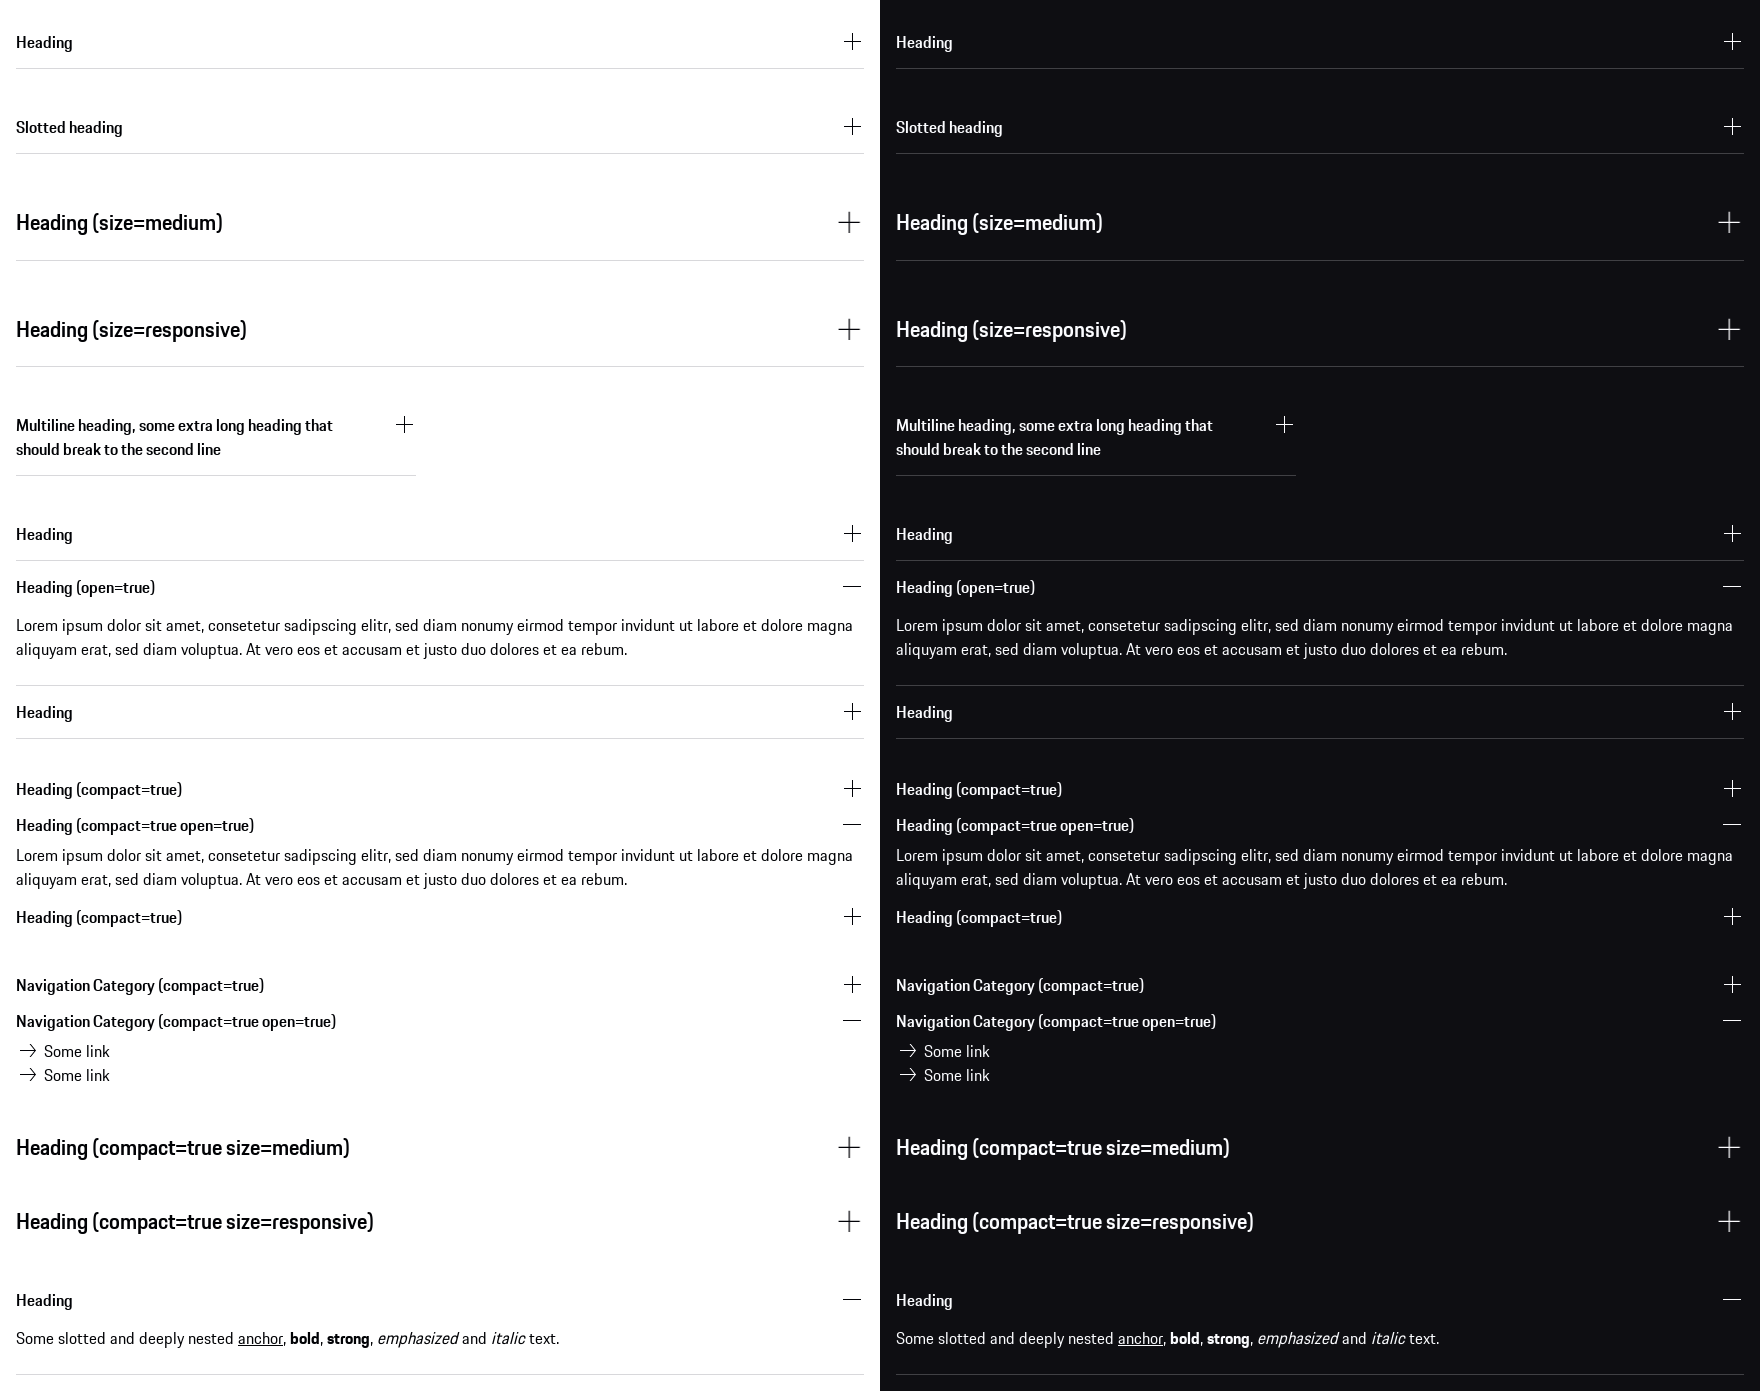 Heading
Slotted heading
Heading (size=medium)
Heading (size=responsive)
Multiline heading, some extra long heading that
should break to the second line
Heading
Heading (open=true)
Lorem ipsum dolor sit amet, consetetur sadipscing elitr, sed diam nonumy eirmod tempor invidunt ut labore et dolore magna
aliquyam erat, sed diam voluptua. At vero eos et accusam et justo duo dolores et ea rebum.
Heading
Heading (compact=true)
Heading (compact=true open=true)
Lorem ipsum dolor sit amet, consetetur sadipscing elitr, sed diam nonumy eirmod tempor invidunt ut labore et dolore magna
aliquyam erat, sed diam voluptua. At vero eos et accusam et justo duo dolores et ea rebum.
Heading (compact=true)
Navigation Category (compact=true)
Navigation Category (compact=true open=true)
Some link
Some link
Heading (compact=true size=medium)
Heading (compact=true size=responsive)
Heading
Some slotted and deeply nested anchor, bold, strong, emphasized and italic text.
Heading
Slotted heading
Heading (size=medium)
Heading (size=responsive)
Multiline heading, some extra long heading that
should break to the second line
Heading
Heading (open=true)
Lorem ipsum dolor sit amet, consetetur sadipscing elitr, sed diam nonumy eirmod tempor invidunt ut labore et dolore magna
aliquyam erat, sed diam voluptua. At vero eos et accusam et justo duo dolores et ea rebum.
Heading
Heading (compact=true)
Heading (compact=true open=true)
Lorem ipsum dolor sit amet, consetetur sadipscing elitr, sed diam nonumy eirmod tempor invidunt ut labore et dolore magna
aliquyam erat, sed diam voluptua. At vero eos et accusam et justo duo dolores et ea rebum.
Heading (compact=true)
Navigation Category (compact=true)
Navigation Category (compact=true open=true)
Some link
Some link
Heading (compact=true size=medium)
Heading (compact=true size=responsive)
Heading
Some slotted and deeply nested anchor, bold, strong, emphasized and italic text.